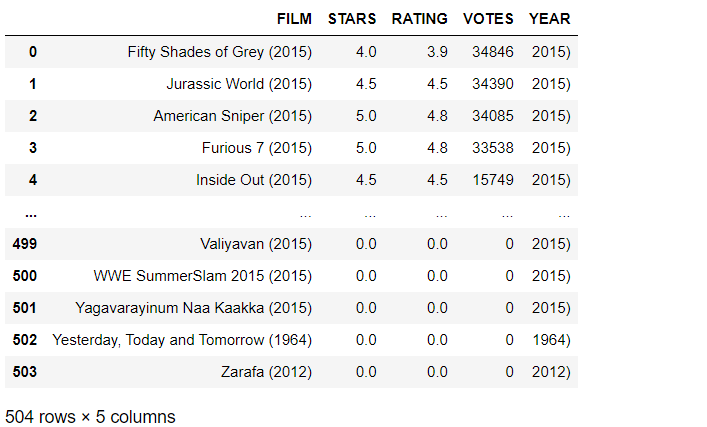 FILM STARS RATING VOTES YEAR
0 Fifty Shades of Grey (2015) 4.0 3.9 34846 2015)
1 Jurassic World (2015) 4.5 4.5 34390 2015)
2 American Sniper (2015) 5.0 4.8 34085 2015)
3 Furious 7 (2015) 5.0 4.8 33538 2015)
4 Inside Out (2015) 4.5 4.5 15749 2015)
... ... ... ... ... ...
499 Valiyavan (2015) 0.0 0.0 0 2015)
500 WWE SummerSlam 2015 (2015) 0.0 0.0 0 2015)
501 Yagavarayinum Naa Kaakka (2015) 0.0 0.0 0 2015)
502 Yesterday, Today and Tomorrow (1964) 0.0 0.0 0 1964)
503 Zarafa (2012) 0.0 0.0 0 2012)
504 rows × 5 columns